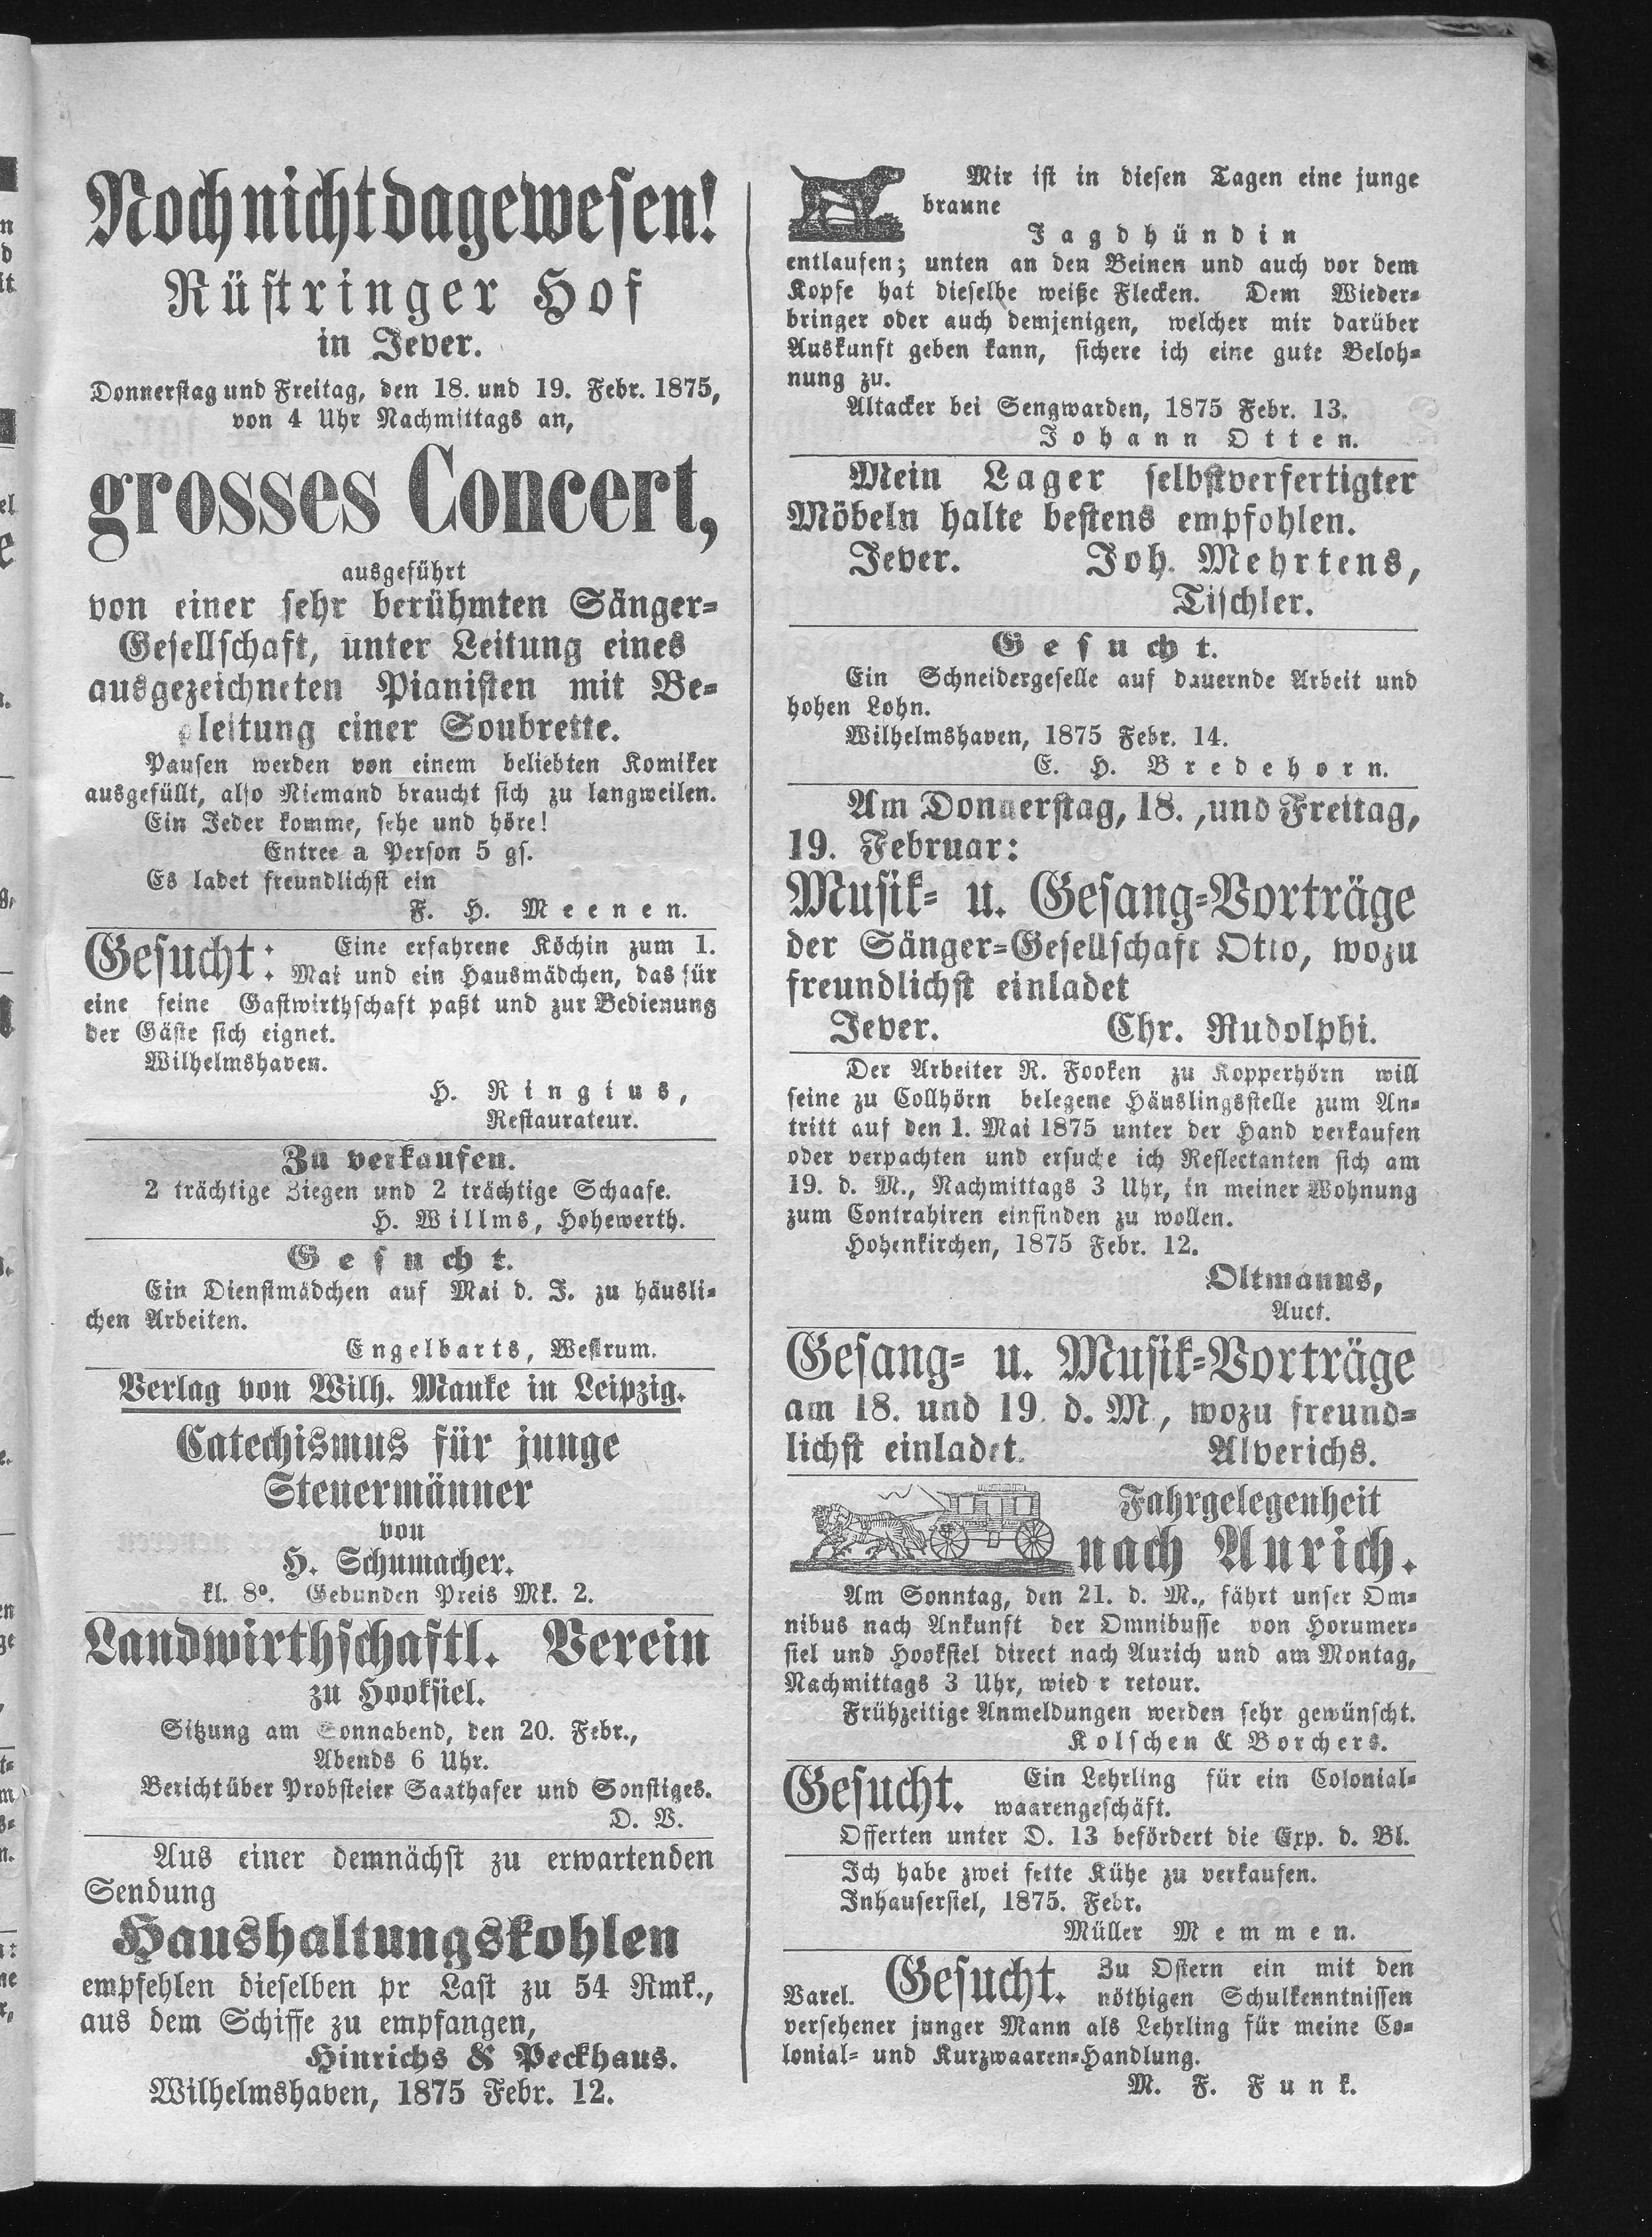 Noch nicht dagewesen!
Rüstringer Hof
in Jever.
Donnerstag und Freitag, den 18. und 19. Febr. 1875,
von 4 Uhr Nachmittags an,
grosses Concert,
ausgeführt
von einer sehr berühmten Sänger-
Gesellschaft, unter Leitung eines
ausgezeichneten Pianisten mit Be-
gleitung einer Soubrette.
Pausen werden von einem beliebten Komiker
ausgefüllt, also Niemand braucht sich zu langweilen.
Ein Jeder komme, sehe und höre!
Entree a Person 5 gs.
Es ladet freundlichst ein
F. H. Meenen.
Gesucht: Eine erfahrene Köchin zum 1.
Mai und ein Hausmädchen, das für
eine feine Gastwirthschaft paßt und zur Bedienung
der Gäste sich eignet.
Wilhelmshaven.
H. Ringius,
Restaurateur.
Zu verkaufen.
2 trächtige Ziegen und 2 trächtige Schaafe.
H. Willms, Hohewerth.
Gesucht.
Ein Dienstmädchen auf Mai d. J. zu häusli-
chen Arbeiten.
Engelbarts, Westrum.
Verlag von Wilh. Mauke in Leipzig.
Catechismus für junge
Steuermänner
von
H. Schumacher.
kl. 8°. Gebunden Preis Mk. 2.
Landwirthschaftl. Verein
zu Hooksiel.
Sitzung am Sonnabend, den 20. Febr.,
Abends 6 Uhr.
Bericht über Probsteier Saathafer und Sonstiges.
D. V.
Aus einer demnächst zu erwartenden
Sendung
Haushaltungskohlen
empfehlen dieselben pr Last zu 54 Rmk.,
aus dem Schiffe zu empfangen,
Hinrichs & Peckhaus.
Wilhelmshaven, 1875 Febr. 12.
Mir ist in diesen Tagen eine junge
braune
Jagdhündin
entlaufen; unten an den Beinen und auch vor dem
Kopfe hat dieselbe weiße Flecken. Dem Wieder-
bringer oder auch demjenigen, welcher mir darüber
Auskunft geben kann, sichere ich eine gute Beloh-
nung zu.
Altacker bei Sengwarden, 1875 Febr. 13.
Johann Otten.
Mein Lager selbstverfertigter
Möbeln halte bestens empfohlen.
Jever. Joh. Mehrtens,
Tischler.
Gesucht.
Ein Schneidergeselle auf dauernde Arbeit und
hohen Lohn.
Wilhelmshaven, 1875 Febr. 14.
E. H. Bredehorn.
Am Donnerstag, 18., und Freitag,
19. Februar:
Musik- u. Gesang-Vorträge
der Sänger-Gesellschaft Otto, wozu
freundlichst einladet
Jever. Chr. Rudolphi.
Der Arbeiter R. Fooken zu Kopperhörn will
seine zu Collhörn belegene Häuslingsstelle zum An-
tritt auf den 1. Mai 1875 unter der Hand verkaufen
oder verpachten und ersuche ich Reflectanten sich am
19. d. M., Nachmittags 3 Uhr, in meiner Wohnung
zum Contrahiren einfinden zu wollen.
Hohenkirchen, 1875 Febr. 12.
Oltmanns,
Auct.
Gesang- u. Musik-Vorträge
am 18. und 19. d. M., wozu freund-
lichst einladet. Alverichs.
Fahrgelegenheit
nach Aurich.
Am Sonntag, den 21. d. M., fährt unser Om-
nibus nach Ankunft der Omnibusse von Horumer-
siel und Hooksiel direct nach Aurich und am Montag,
Nachmittags 3 Uhr, wied r retour.
Frühzeitige Anmeldungen werden sehr gewünscht.
Kolschen & Borchers.
Gesucht. Ein Lehrling für ein Colonial-
waarengeschäft.
Offerten unter D. 13 befördert die Exp. d. Bl.
Ich habe zwei fette Kühe zu verkaufen.
Inhausersiel, 1875. Febr.
Müller Memmen.
Gesucht. Zu Ostern ein mit den
Varel. nöthigen Schulkenntnissen
versehener junger Mann als Lehrling für meine Co-
lonial- und Kurzwaaren-Handlung.
M. F. Funk.